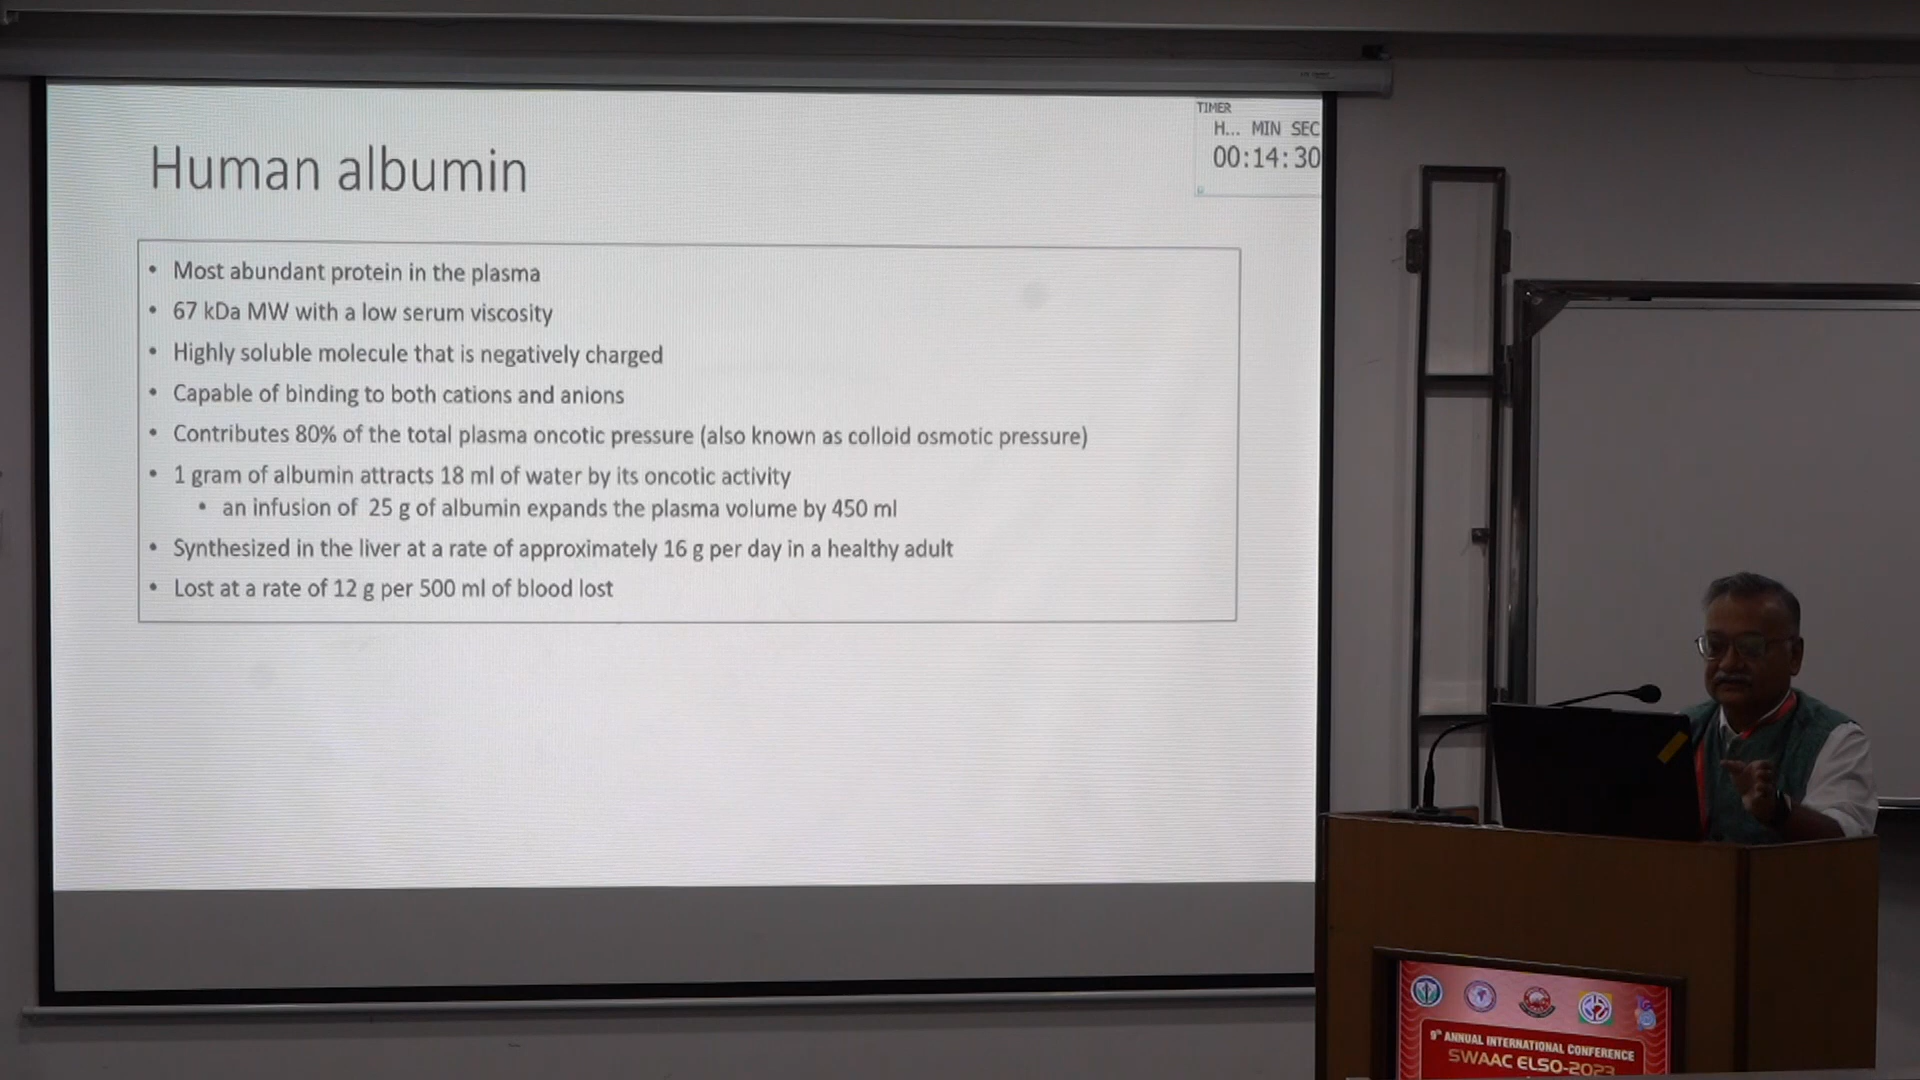 Human albumin
TIMER
H... MIN SEC
00:14:30
• Most abundant protein in the plasma
• 67 kDa MW with a low serum viscosity
• Highly soluble molecule that is negatively charged
• Capable of binding to both cations and anions
• Contributes 80% of the total plasma oncotic pressure (also known as colloid osmotic pressure)
• 1 gram of albumin attracts 18 ml of water by its oncotic activity
• an infusion of 25 g of albumin expands the plasma volume by 450 ml
• Synthesized in the liver at a rate of approximately 16 g per day in a healthy adult
• Lost at a rate of 12 g per 500 ml of blood lost
9th ANNUAL INTERNATIONAL CONFERENCE
SWAAC ELSO-2023